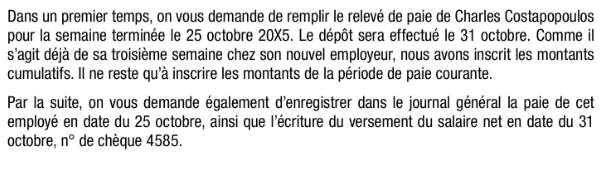 Dans un premier temps, on vous demande de remplir le relevé de paie de Charles Costapopoulos
pour la semaine terminée le 25 octobre 20X5. Le dépôt sera effectué le 31 octobre. Comme il
s'agit déjà de sa troisième semaine chez son nouvel employeur, nous avons inscrit les montants
cumulatifs. Il ne reste qu'à inscrire les montants de la période de paie courante.
Par la suite, on vous demande également d'enregistrer dans le journal général la paie de cet
employé en date du 25 octobre, ainsi que l'écriture du versement du salaire net en date du 31
octobre, n° de chèque 4585.